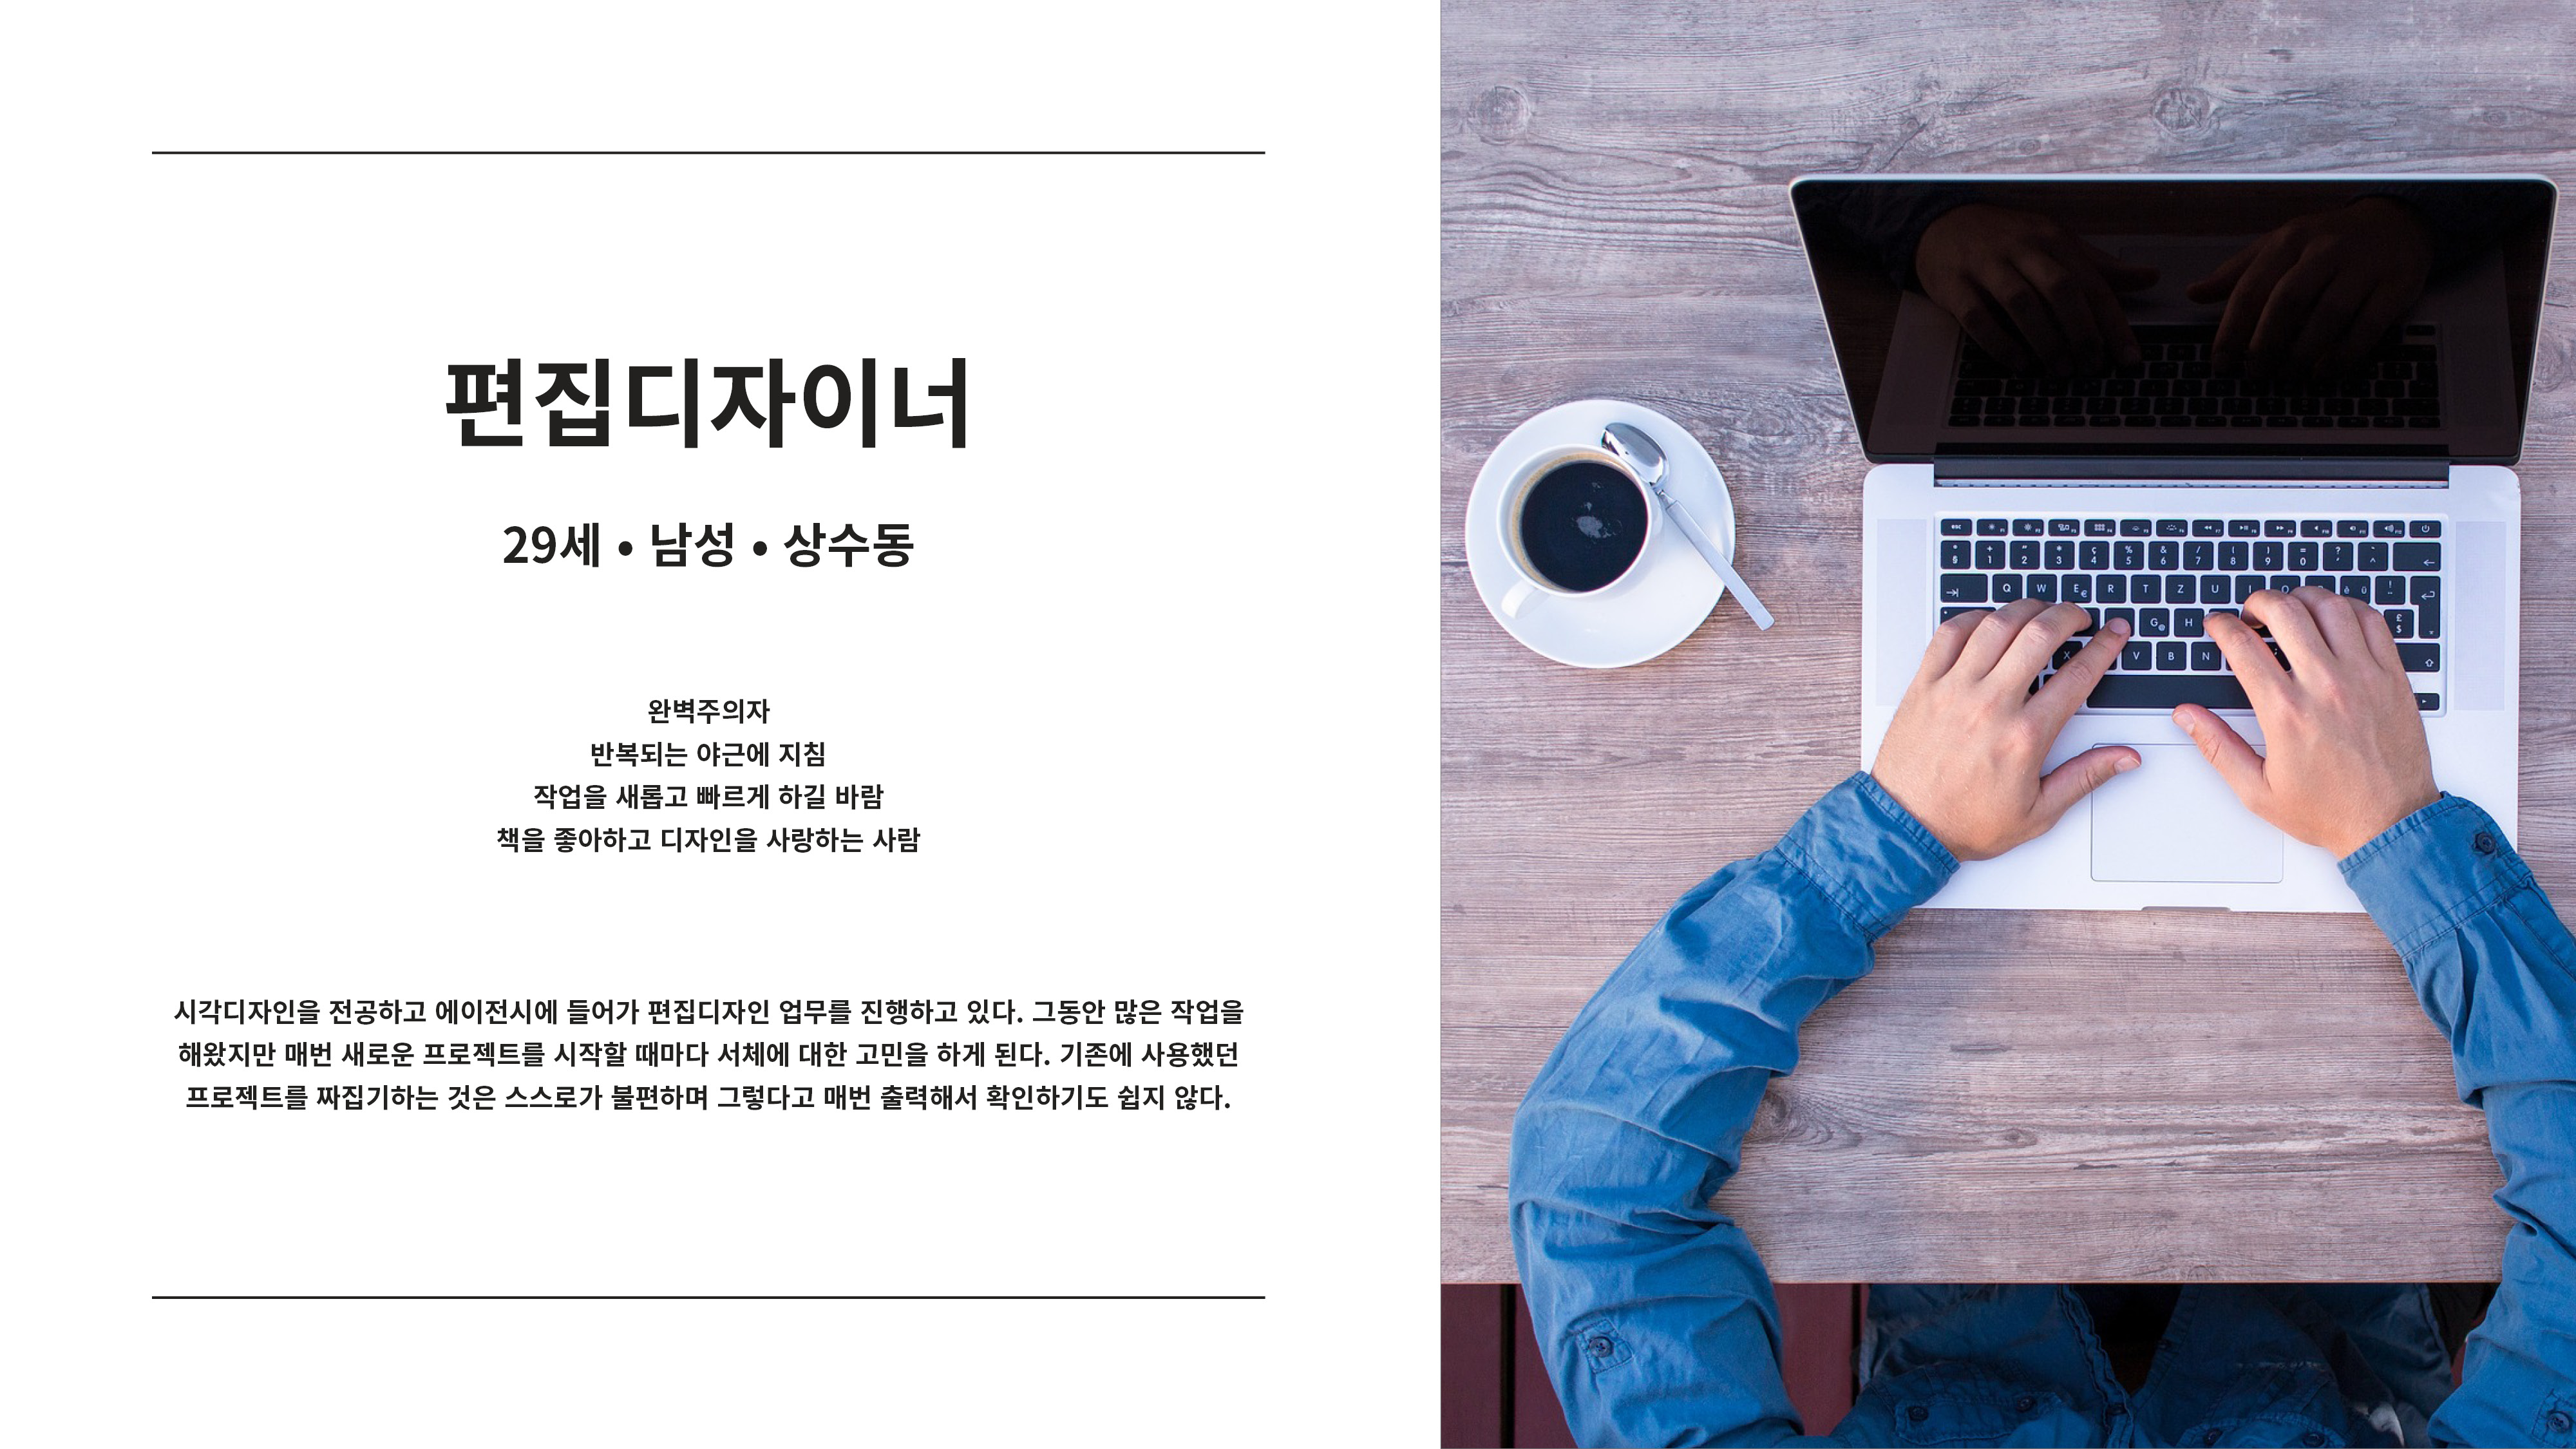 편집디자이너
29세 • 남성 • 상수동
완벽주의자
반복되는 야근에 지침
작업을 새롭고 빠르게 하길 바람
책을 좋아하고 디자인을 사랑하는 사람
시각디자인을 전공하고 에이전시에 들어가 편집디자인 업무를 진행하고 있다. 그동안 많은 작업을
해왔지만 매번 새로운 프로젝트를 시작할 때마다 서체에 대한 고민을 하게 된다. 기존에 사용했던
프로젝트를 짜집기하는 것은 스스로가 불편하며 그렇다고 매번 출력해서 확인하기도 쉽지 않다.